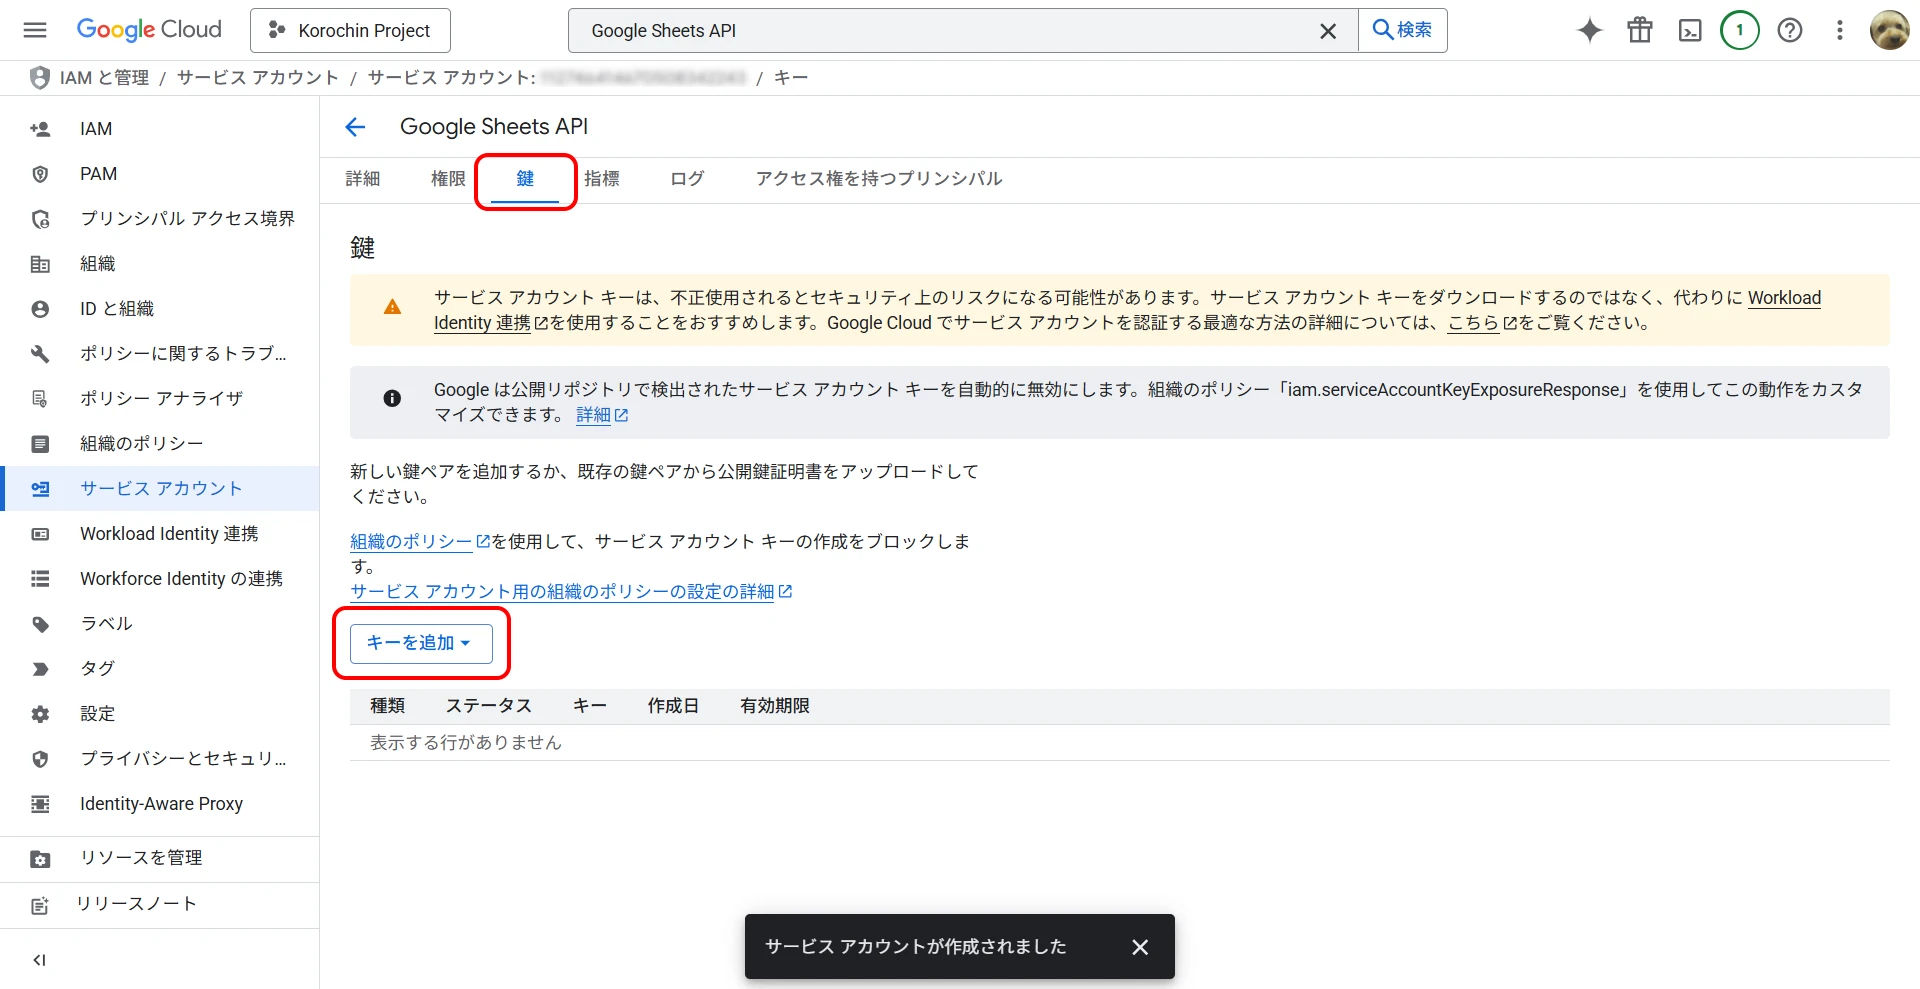 Google Cloud
Korochin Project
Google Sheets API
検索
1
IAM と管理 / サービス アカウント / サービス アカウント: / キー
IAM
PAM
プリンシパル アクセス境界
組織
ID と組織
ポリシーに関するトラブ...
ポリシー アナライザ
組織のポリシー
サービス アカウント
Workload Identity 連携
Workforce Identity の連携
ラベル
タグ
設定
プライバシーとセキュリ...
Identity-Aware Proxy
リソースを管理
リリースノート
Google Sheets API
詳細 権限 鍵 指標 ログ アクセス権を持つプリンシパル
鍵
サービス アカウント キーは、不正使用されるとセキュリティ上のリスクになる可能性があります。サービス アカウント キーをダウンロードするのではなく、代わりに Workload
Identity 連携を使用することをおすすめします。Google Cloud でサービス アカウントを認証する最適な方法の詳細については、こちらをご覧ください。
Google は公開リポジトリで検出されたサービス アカウント キーを自動的に無効にします。組織のポリシー「iam.serviceAccountKeyExposureResponse」を使用してこの動作をカスタ
マイズできます。 詳細
新しい鍵ペアを追加するか、既存の鍵ペアから公開鍵証明書をアップロードして
ください。
組織のポリシーを使用して、サービス アカウント キーの作成をブロックしま
す。
サービス アカウント用の組織のポリシーの設定の詳細
キーを追加
種類 ステータス キー 作成日 有効期限
表示する行がありません
サービス アカウントが作成されました